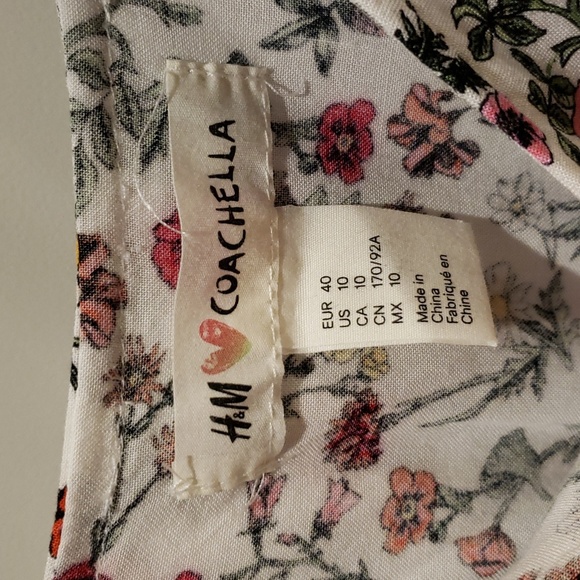 H&M COACHELLA
EUR 40
US 10
CA 10
CN 170/92A
MX 10
Made in
China
Fabriqué en
Chine